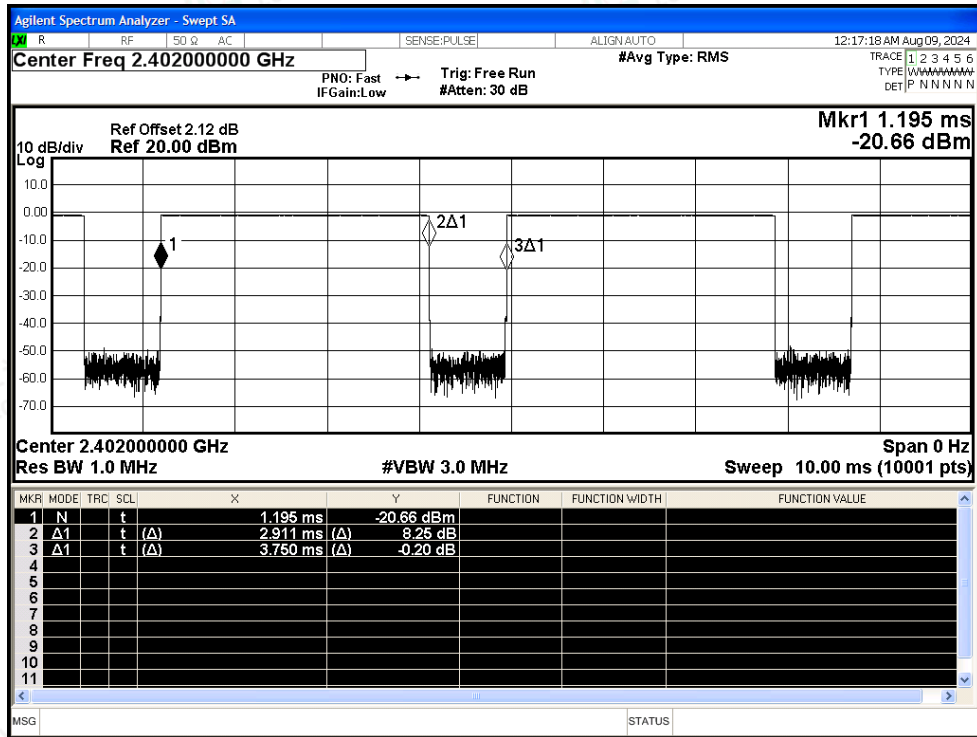 Agilent Spectrum Analyzer - Swept SA
LXI R RF 50 Ω AC SENSE:PULSE ALIGN AUTO 12:17:18 AM Aug 09, 2024
Center Freq 2.402000000 GHz
PNO: Fast
IFGain:Low
Trig: Free Run
#Atten: 30 dB
#Avg Type: RMS
TRACE 1 2 3 4 5 6
TYPE WWWWWW
DET P N N N N N
Mkr1 1.195 ms
-20.66 dBm
Ref Offset 2.12 dB
10 dB/div Ref 20.00 dBm
Log
10.0
0.00
-10.0
-20.0
-30.0
-40.0
-50.0
-60.0
-70.0
1
2Δ1
3Δ1
Center 2.402000000 GHz Span 0 Hz
Res BW 1.0 MHz #VBW 3.0 MHz Sweep 10.00 ms (10001 pts)
MKR MODE TRC SCL X Y FUNCTION FUNCTION WIDTH FUNCTION VALUE
1 N t 1.195 ms -20.66 dBm
2 Δ1 t (Δ) 2.911 ms (Δ) 8.25 dB
3 Δ1 t (Δ) 3.750 ms (Δ) -0.20 dB
4
5
6
7
8
9
10
11
MSG STATUS